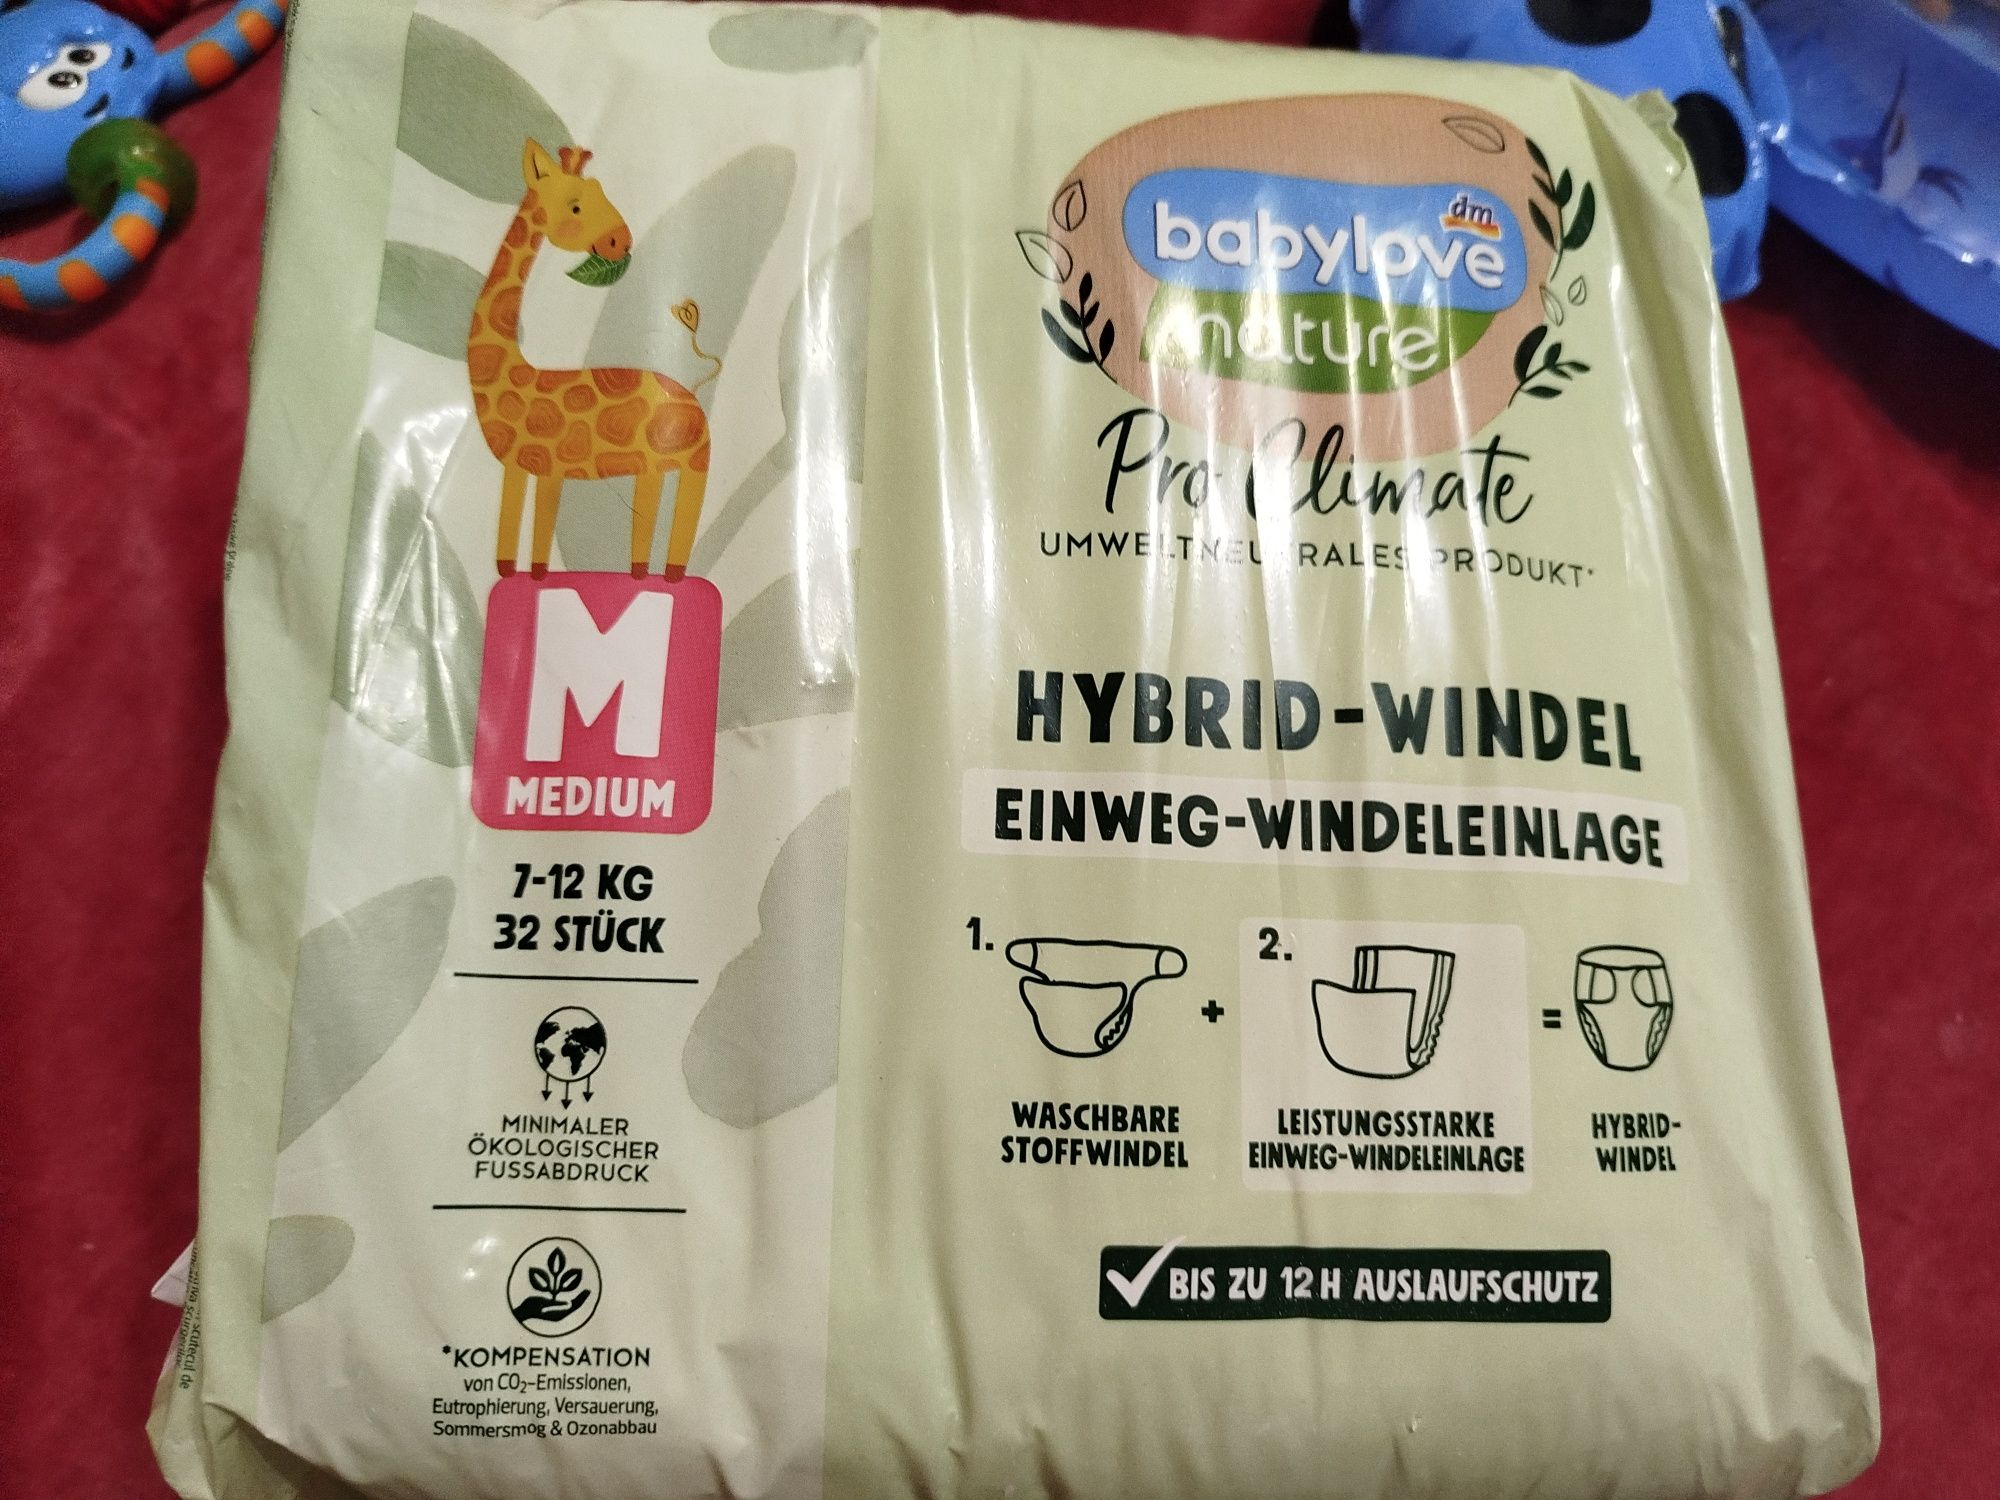 dm
babylove
nature
Pro Climate
UMWELTNEUTRALES PRODUKT*
M
MEDIUM
7-12 KG
32 STÜCK
MINIMALER
ÖKOLOGISCHER
FUSSABDRUCK
*KOMPENSATION
von CO₂-Emissionen,
Eutrophierung, Versauerung,
Sommersmog & Ozonabbau
HYBRID-WINDEL
EINWEG-WINDELEINLAGE
1.
+
2.
=
WASCHBARE
STOFFWINDEL
LEISTUNGSSTARKE
EINWEG-WINDELEINLAGE
HYBRID-
WINDEL
BIS ZU 12 H AUSLAUFSCHUTZ